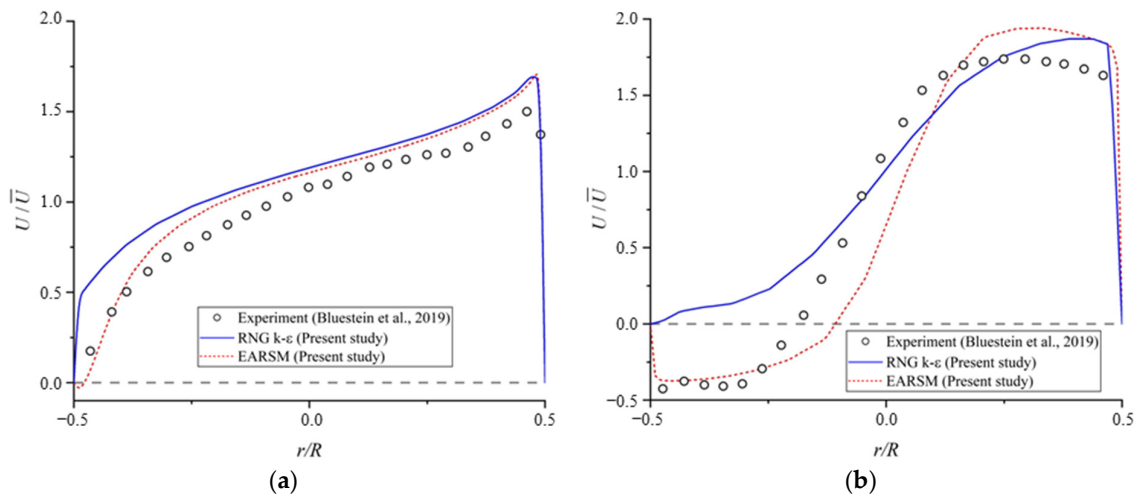 (a)
2.0
1.5
1.0
0.5
0.0
U / U̅
−0.5
0.0
0.5
r/R
Experiment (Bluestein et al., 2019)
RNG k-ε (Present study)
EARSM (Present study)
(b)
2.0
1.5
1.0
0.5
0.0
−0.5
U / U̅
−0.5
0.0
0.5
r/R
Experiment (Bluestein et al., 2019)
RNG k-ε (Present study)
EARSM (Present study)